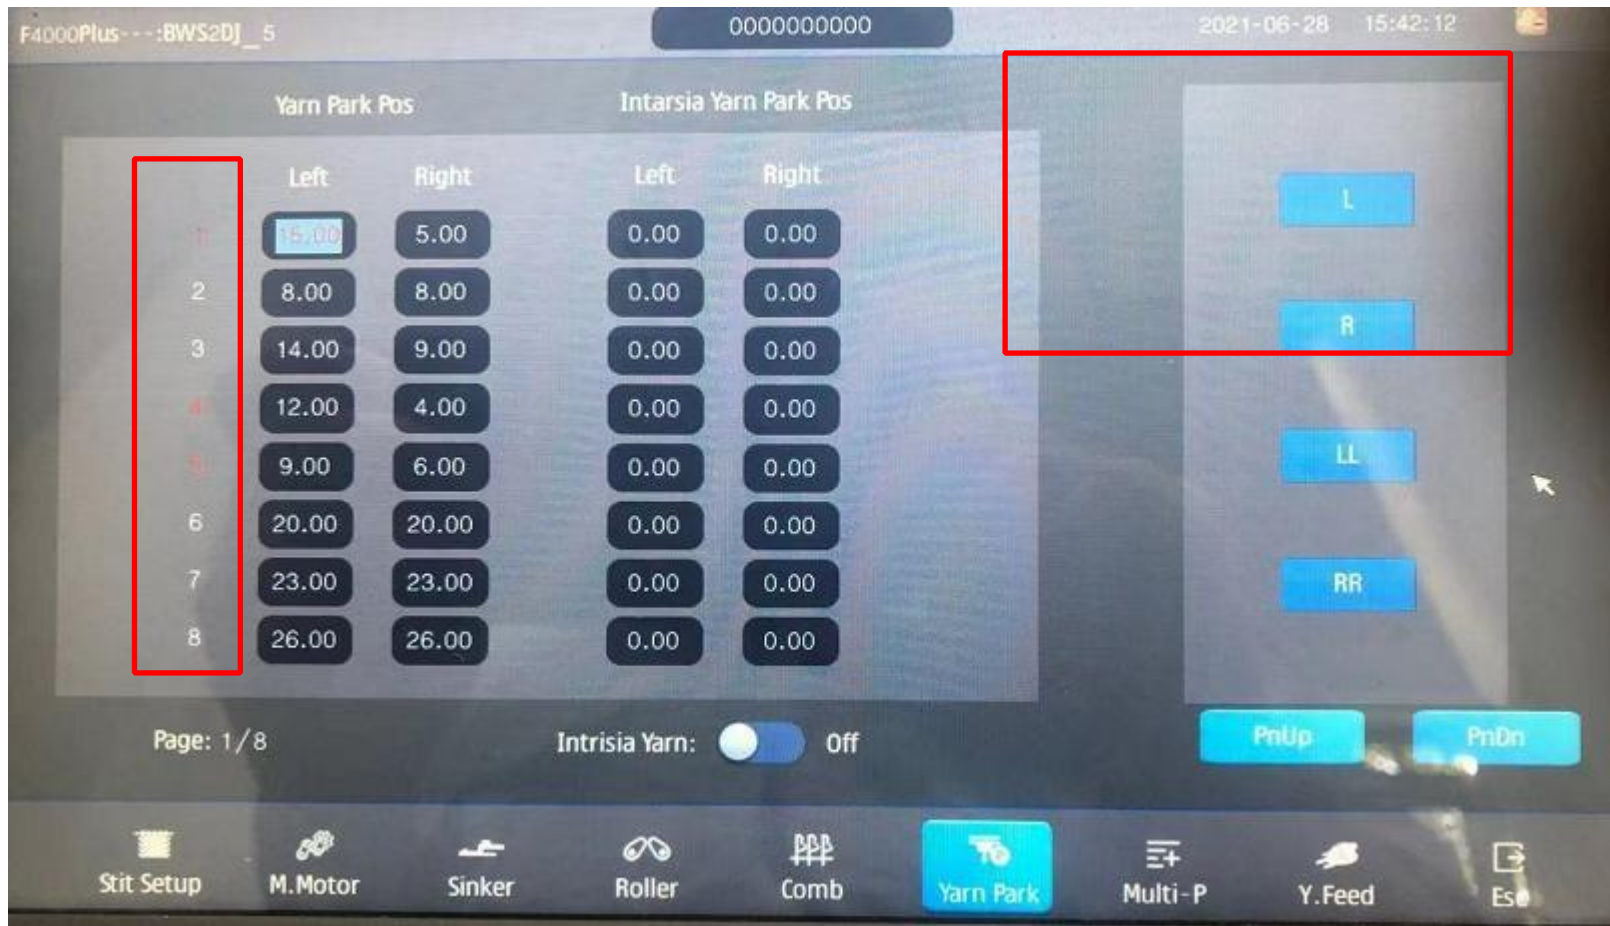 F4000Plus---:BWS2DJ_5 0000000000 2021-06-28 15:42:12
Yarn Park Pos Intarsia Yarn Park Pos
Left Right Left Right
1 15.00 5.00 0.00 0.00
2 8.00 8.00 0.00 0.00
3 14.00 9.00 0.00 0.00
4 12.00 4.00 0.00 0.00
5 9.00 6.00 0.00 0.00
6 20.00 20.00 0.00 0.00
7 23.00 23.00 0.00 0.00
8 26.00 26.00 0.00 0.00
L
R
LL
RR
Page: 1/8 Intrisia Yarn: Off PnUp PnDn
Stit Setup M.Motor Sinker Roller Comb Yarn Park Multi-P Y.Feed Esc